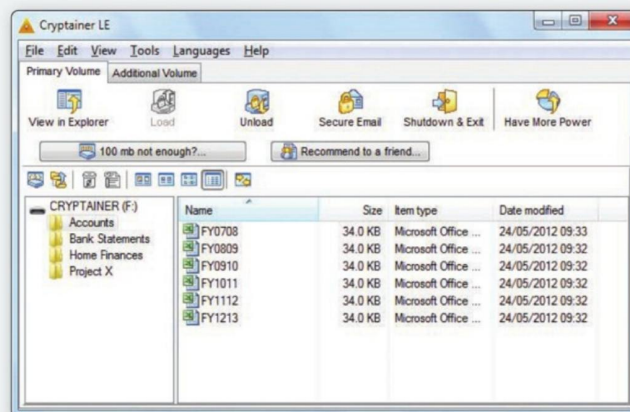 Cryptainer LE
File Edit View Tools Languages Help
Primary Volume Additional Volume
View in Explorer Load Unload Secure Email Shutdown & Exit Have More Power
100 mb not enough?... Recommend to a friend...
CRYPTAINER (F:)
Accounts
Bank Statements
Home Finances
Project X
Name Size Item type Date modified
FY0708 34.0 KB Microsoft Office ... 24/05/2012 09:33
FY0809 34.0 KB Microsoft Office ... 24/05/2012 09:32
FY0910 34.0 KB Microsoft Office ... 24/05/2012 09:32
FY1011 34.0 KB Microsoft Office ... 24/05/2012 09:32
FY1112 34.0 KB Microsoft Office ... 24/05/2012 09:32
FY1213 34.0 KB Microsoft Office ... 24/05/2012 09:32